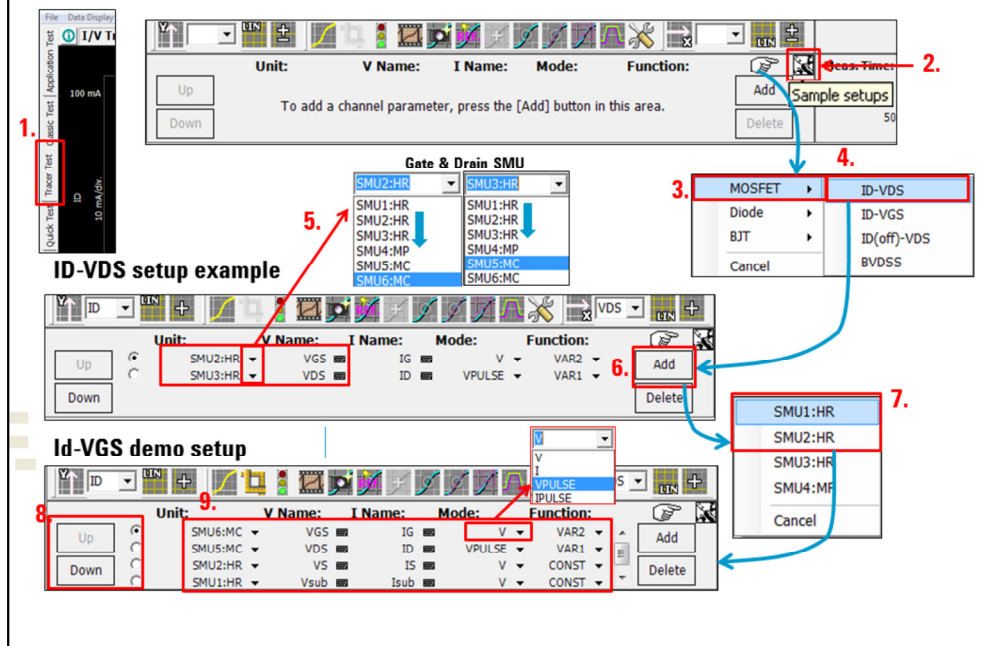 File Data Display
I/V Tr
Quick Test Tracer Test Classic Test Application Test
100 mA
ID
10 mA/div.
1.
Y
LIN
LIN
Unit: V Name: I Name: Mode: Function:
Meas. Time:
2.
Up
Down
To add a channel parameter, press the [Add] button in this area.
Add
Delete
Sample setups
50
Gate & Drain SMU
SMU2:HR SMU3:HR
SMU1:HR SMU1:HR
SMU2:HR SMU2:HR
SMU3:HR SMU3:HR
SMU4:MP SMU4:MP
SMU5:MC SMU5:MC
SMU6:MC SMU6:MC
5.
3.
4.
MOSFET
Diode
BJT
Cancel
ID-VDS
ID-VGS
ID(off)-VDS
BVDSS
ID-VDS setup example
Y ID LIN VDS LIN
Unit: V Name: I Name: Mode: Function:
Up
Down
SMU2:HR VGS IG V VAR2
SMU3:HR VDS ID VPULSE VAR1
6.
Add
Delete
7.
SMU1:HR
SMU2:HR
SMU3:HR
SMU4:MP
Cancel
Id-VGS demo setup
V
V
I
VPULSE
IPULSE
Y ID LIN S LIN
8.
9.
Unit: V Name: I Name: Mode: Function:
Up
Down
SMU6:MC VGS IG V VAR2
SMU5:MC VDS ID VPULSE VAR1
SMU2:HR VS IS V CONST
SMU1:HR Vsub Isub V CONST
Add
Delete